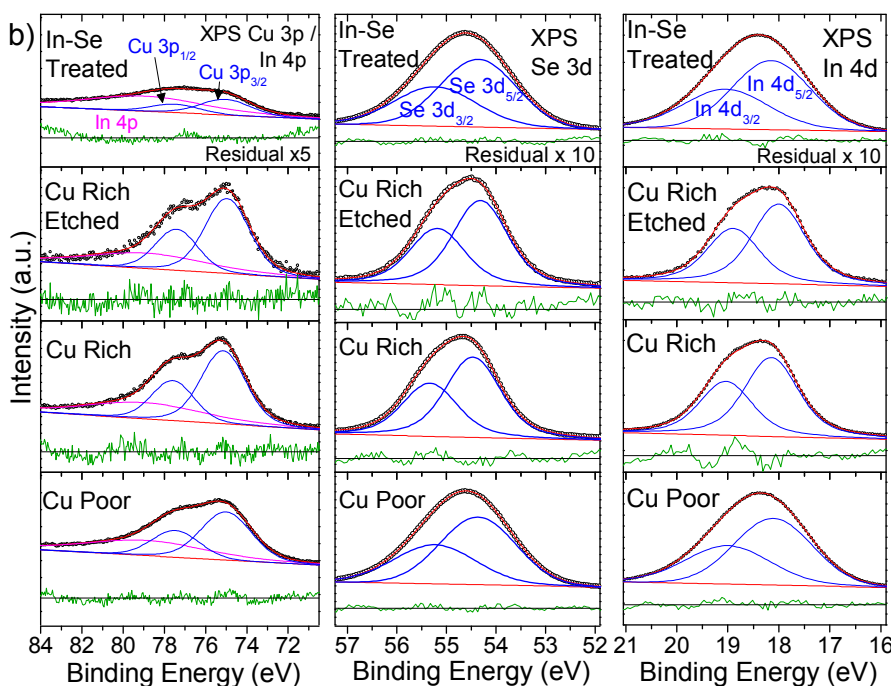 b)
In-Se
Treated
XPS Cu 3p /
In 4p
Cu 3p1/2
Cu 3p3/2
In 4p
Residual x5
In-Se
Treated
XPS
Se 3d
Se 3d5/2
Se 3d3/2
Residual x 10
In-Se
Treated
XPS
In 4d
In 4d5/2
In 4d3/2
Residual x 10
Cu Rich
Etched
Cu Rich
Etched
Cu Rich
Etched
Cu Rich
Cu Rich
Cu Rich
Cu Poor
Cu Poor
Cu Poor
Intensity (a.u.)
84 82 80 78 76 74 72
57 56 55 54 53 52
21 20 19 18 17 16
Binding Energy (eV)
Binding Energy (eV)
Binding Energy (eV)